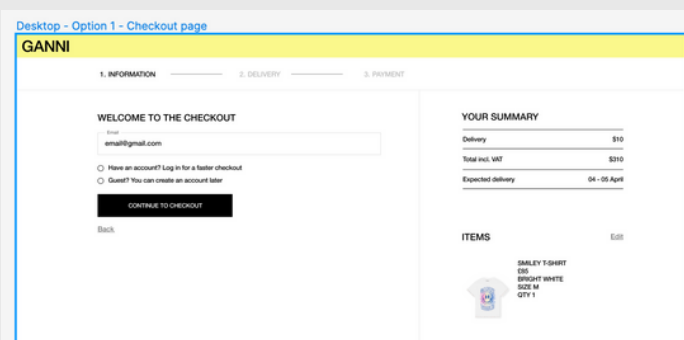 Desktop - Option 1 - Checkout page
GANNI
1. INFORMATION 2. DELIVERY 3. PAYMENT
WELCOME TO THE CHECKOUT
Email
email@gmail.com
Have an account? Log in for a faster checkout
Guest? You can create an account later
CONTINUE TO CHECKOUT
Back
YOUR SUMMARY
Delivery $10
Total incl. VAT $310
Expected delivery 04 - 05 April
ITEMS Edit
SMILEY T-SHIRT
£85
BRIGHT WHITE
SIZE M
QTY 1